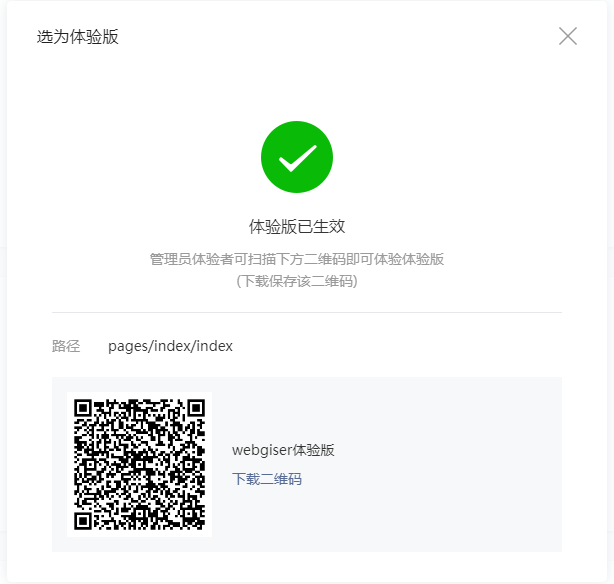 选为体验版
体验版已生效
管理员体验者可扫描下方二维码即可体验体验版
(下载保存该二维码)
路径 pages/index/index
webgiser体验版
下载二维码